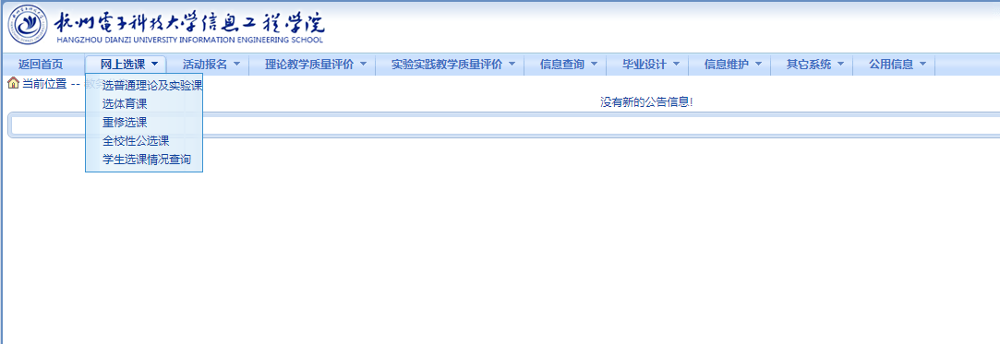 杭州電子科技大学信息工程学院
HANGZHOU DIANZI UNIVERSITY INFORMATION ENGINEERING SCHOOL
返回首页 网上选课 活动报名 理论教学质量评价 实验实践教学质量评价 信息查询 毕业设计 信息维护 其它系统 公用信息
当前位置 --
选普通理论及实验课
没有新的公告信息!
选体育课
重修选课
全校性公选课
学生选课情况查询